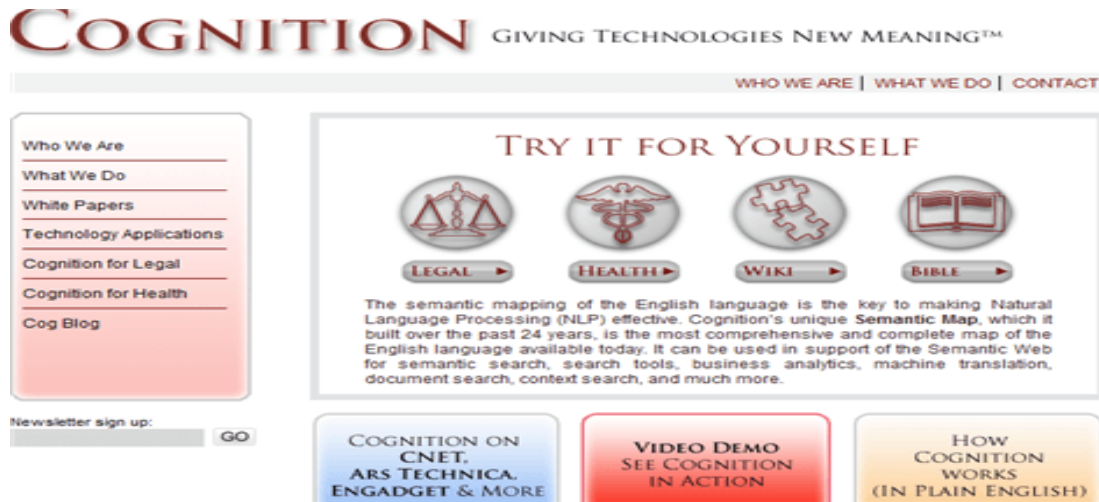 COGNITION GIVING TECHNOLOGIES NEW MEANING™
WHO WE ARE | WHAT WE DO | CONTACT
Who We Are
What We Do
White Papers
Technology Applications
Cognition for Legal
Cognition for Health
Cog Blog
Newsletter sign up:
GO
TRY IT FOR YOURSELF
LEGAL
HEALTH
WIKI
BIBLE
The semantic mapping of the English language is the key to making Natural
Language Processing (NLP) effective. Cognition's unique Semantic Map, which it
built over the past 24 years, is the most comprehensive and complete map of the
English language available today. It can be used in support of the Semantic Web
for semantic search, search tools, business analytics, machine translation,
document search, context search, and much more.
COGNITION ON
CNET,
ARS TECHNICA,
ENGADGET & MORE
VIDEO DEMO
SEE COGNITION
IN ACTION
HOW
COGNITION
WORKS
(IN PLAIN ENGLISH)